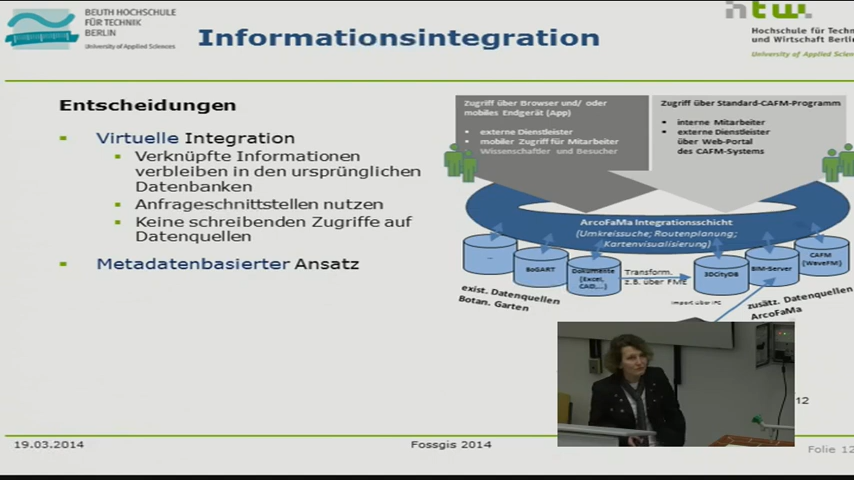 BEUTH HOCHSCHULE
FÜR TECHNIK
BERLIN
University of Applied Sciences
Informationsintegration
htw.
Hochschule für Techn
und Wirtschaft Berlin
University of Applied Scien
Entscheidungen
Virtuelle Integration
Verknüpfte Informationen
verbleiben in den ursprünglichen
Datenbanken
Anfrageschnittstellen nutzen
Keine schreibenden Zugriffe auf
Datenquellen
Metadatenbasierter Ansatz
Zugriff über Browser und/ oder
mobiles Endgerät (App)
externe Dienstleister
mobiler Zugriff für Mitarbeiter
Wissenschaftler und Besucher
Zugriff über Standard-CAFM-Programm
interne Mitarbeiter
externe Dienstleister
über Web-Portal
des CAFM-Systems
ArcoFaMa Integrationsschicht
(Umkreissuche; Routenplanung;
Kartenvisualisierung)
...
BoGART
Dokumente
(Excel,
CAD,...)
Transform.
z.B. über FME
3DCityDB
BIM-Server
CAFM
(WaveFM)
exist. Datenquellen
Botan. Garten
import über IFC
zusätz. Datenquellen
ArcoFaMa
12
19.03.2014
Fossgis 2014
Folie 12